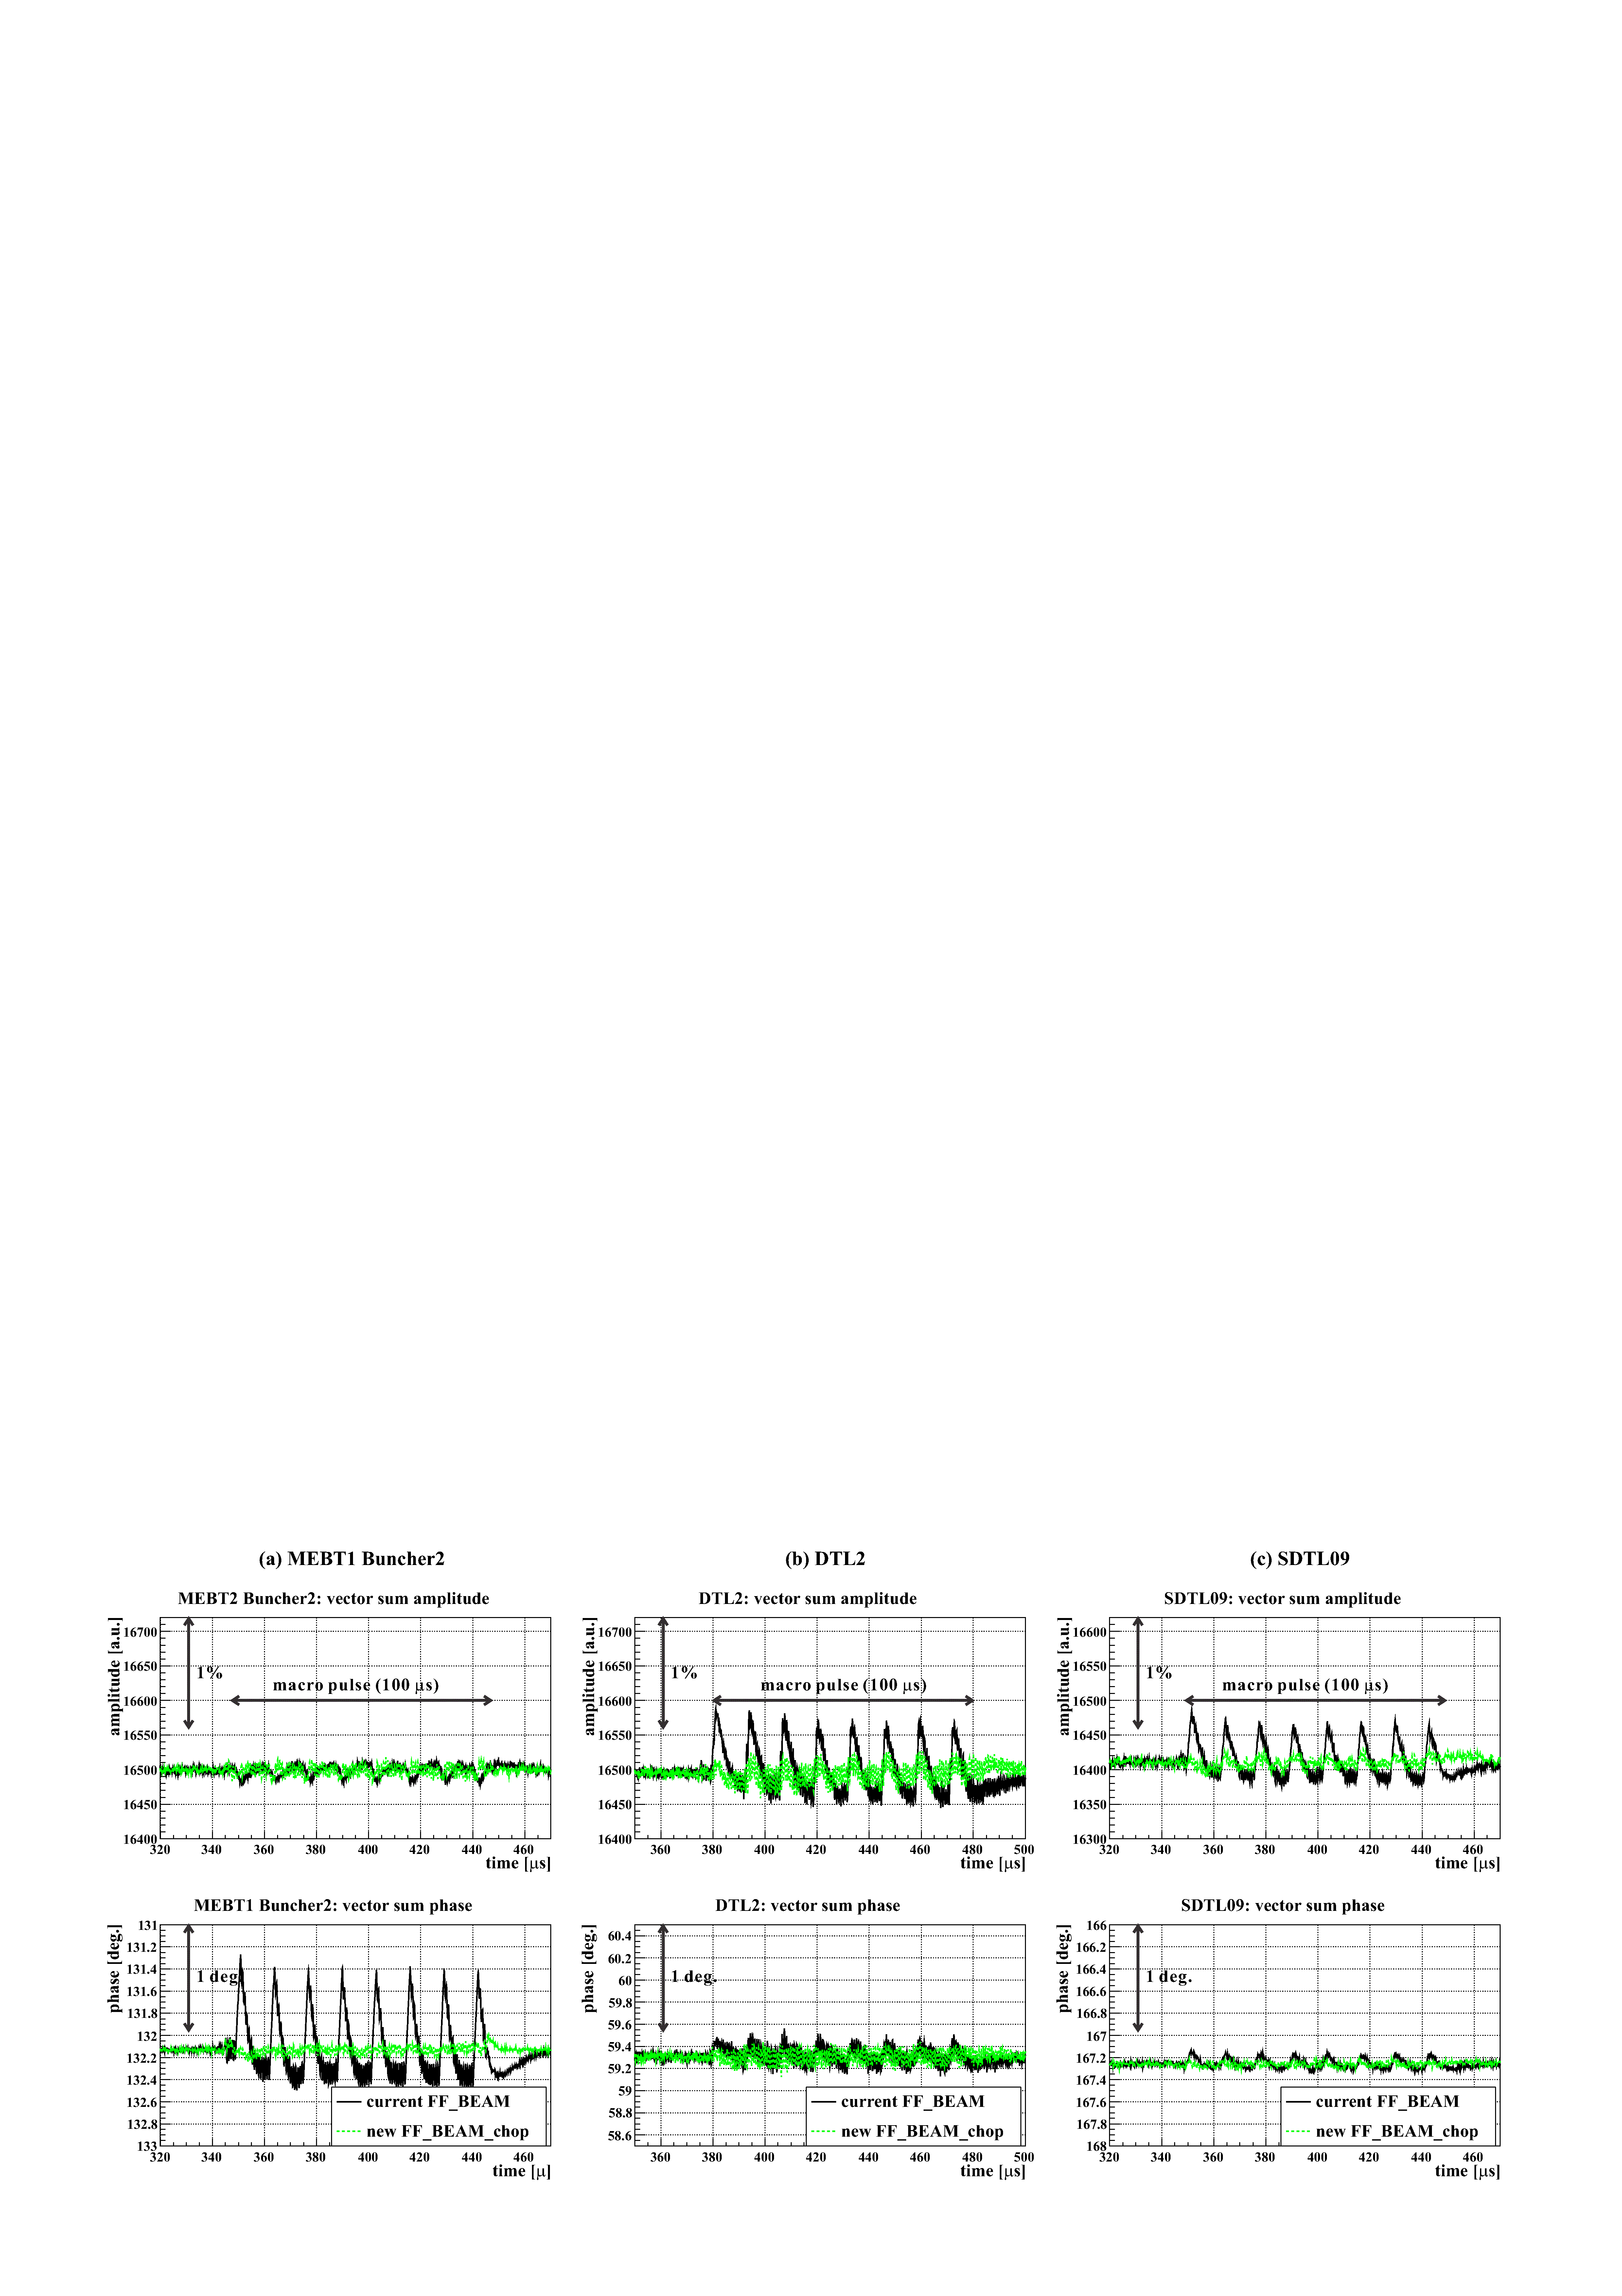 (a) MEBT1 Buncher2
(b) DTL2
(c) SDTL09
MEBT2 Buncher2: vector sum amplitude
amplitude [a.u.]
16700
16650
16600
16550
16500
16450
16400
1%
macro pulse (100 μs)
320 340 360 380 400 420 440 460
time [μs]
DTL2: vector sum amplitude
amplitude [a.u.]
16700
16650
16600
16550
16500
16450
16400
1%
macro pulse (100 μs)
360 380 400 420 440 460 480 500
time [μs]
SDTL09: vector sum amplitude
amplitude [a.u.]
16600
16550
16500
16450
16400
16350
16300
1%
macro pulse (100 μs)
320 340 360 380 400 420 440 460
time [μs]
MEBT1 Buncher2: vector sum phase
phase [deg.]
131
131.2
131.4
131.6
131.8
132
132.2
132.4
132.6
132.8
133
1 deg.
current FF_BEAM
new FF_BEAM_chop
320 340 360 380 400 420 440 460
time [μ]
DTL2: vector sum phase
phase [deg.]
60.4
60.2
60
59.8
59.6
59.4
59.2
59
58.8
58.6
1 deg.
current FF_BEAM
new FF_BEAM_chop
360 380 400 420 440 460 480 500
time [μs]
SDTL09: vector sum phase
phase [deg.]
166
166.2
166.4
166.6
166.8
167
167.2
167.4
167.6
167.8
168
1 deg.
current FF_BEAM
new FF_BEAM_chop
320 340 360 380 400 420 440 460
time [μs]